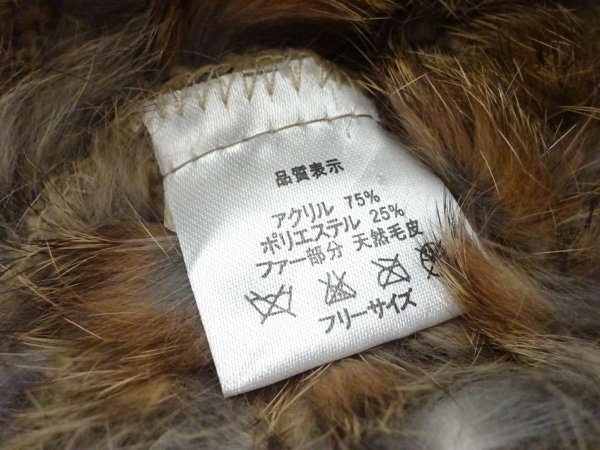 品質表示
アクリル 75%
ポリエステル 25%
ファー部分 天然毛皮
フリーサイズ